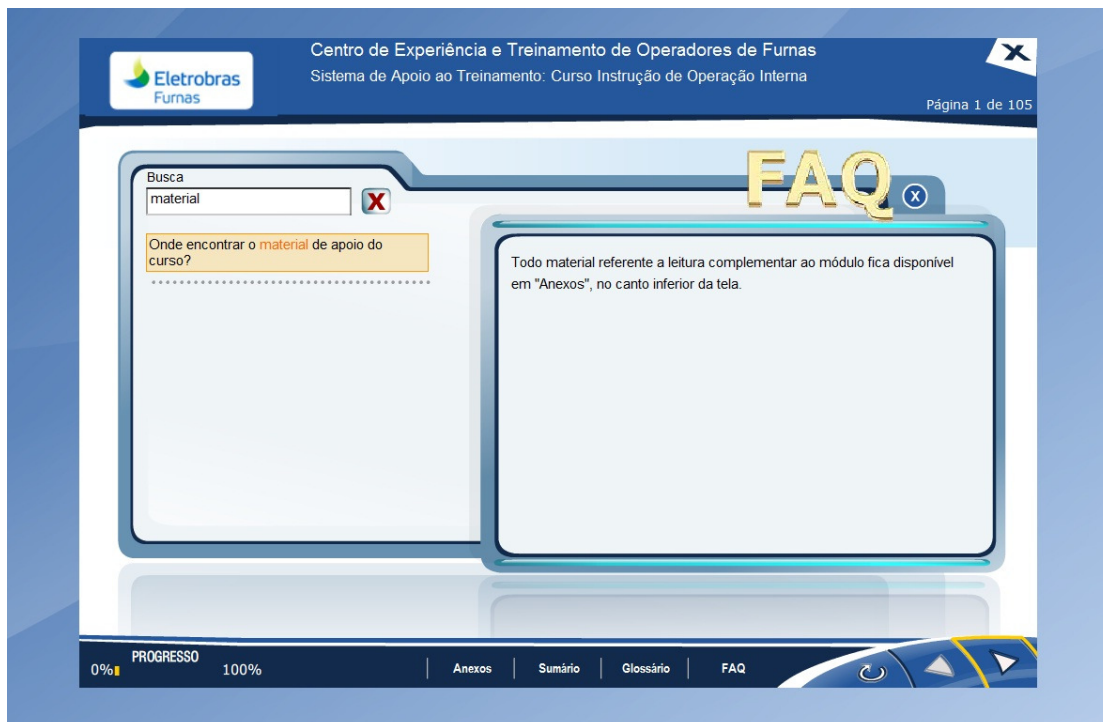 Eletrobras
Furnas
Centro de Experiência e Treinamento de Operadores de Furnas
Sistema de Apoio ao Treinamento: Curso Instrução de Operação Interna
X
Página 1 de 105
FAQ
X
Busca
material
X
Onde encontrar o material de apoio do
curso?
Todo material referente a leitura complementar ao módulo fica disponível
em "Anexos", no canto inferior da tela.
PROGRESSO
0% 100%
Anexos | Sumário | Glossário | FAQ